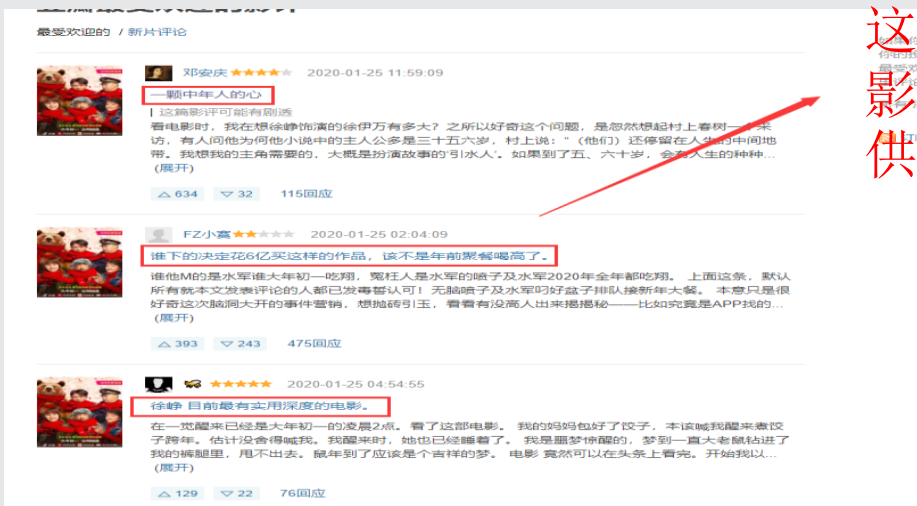 最受欢迎的 / 新片评论
邓安庆 2020-01-25 11:59:09
一颗中年人的心
这篇影评可能有剧透
看电影时，我在想徐峥饰演的徐伊万有多大？之所以好奇这个问题，是忽然想起村上春树一个采
访，有人问他为何他小说中的主人公多是三十五六岁，村上说：“（他们）还停留在人生的中间地
带。我想我的主角需要的，大概是扮演故事的‘引水人’。如果到了五、六十岁，会有人生的种种...
(展开)
634 32 115回应
FZ小寞 2020-01-25 02:04:09
谁下的决定花6亿买这样的作品，该不是年前聚餐喝高了。
谁他M的是水军谁大年初一吃翔，冤枉人是水军的喷子及水军2020年全年都吃翔。 上面这条，默认
所有就本文发表评论的人都已发毒誓认可！无脑喷子及水军叼好盆子排队接新年大餐。 本意只是很
好奇这次脑洞大开的事件营销，想抛砖引玉，看看有没高人出来揭揭秘——比如究竟是APP找的...
(展开)
393 243 475回应
2020-01-25 04:54:55
徐峥 目前最有实用深度的电影。
在一觉醒来已经是大年初一的凌晨2点。看了这部电影。 我的妈妈包好了饺子，本该喊我醒来煮饺
子跨年。估计没舍得喊我。我醒来时，她也已经睡着了。 我是噩梦惊醒的，梦到一直大老鼠钻进了
我的裤腿里，甩不出去。鼠年到了应该是个吉祥的梦。 电影 竟然可以在头条上看完。开始我以...
(展开)
129 22 76回应
这
影
供